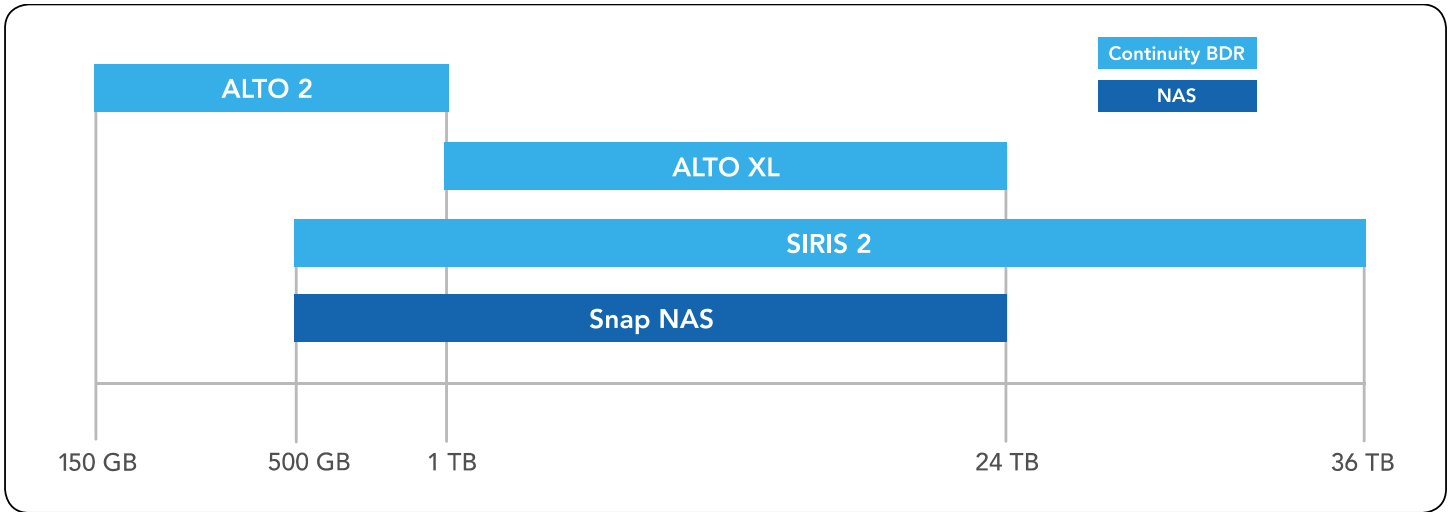 Continuity BDR
NAS
ALTO 2
ALTO XL
SIRIS 2
Snap NAS
150 GB
500 GB
1 TB
24 TB
36 TB